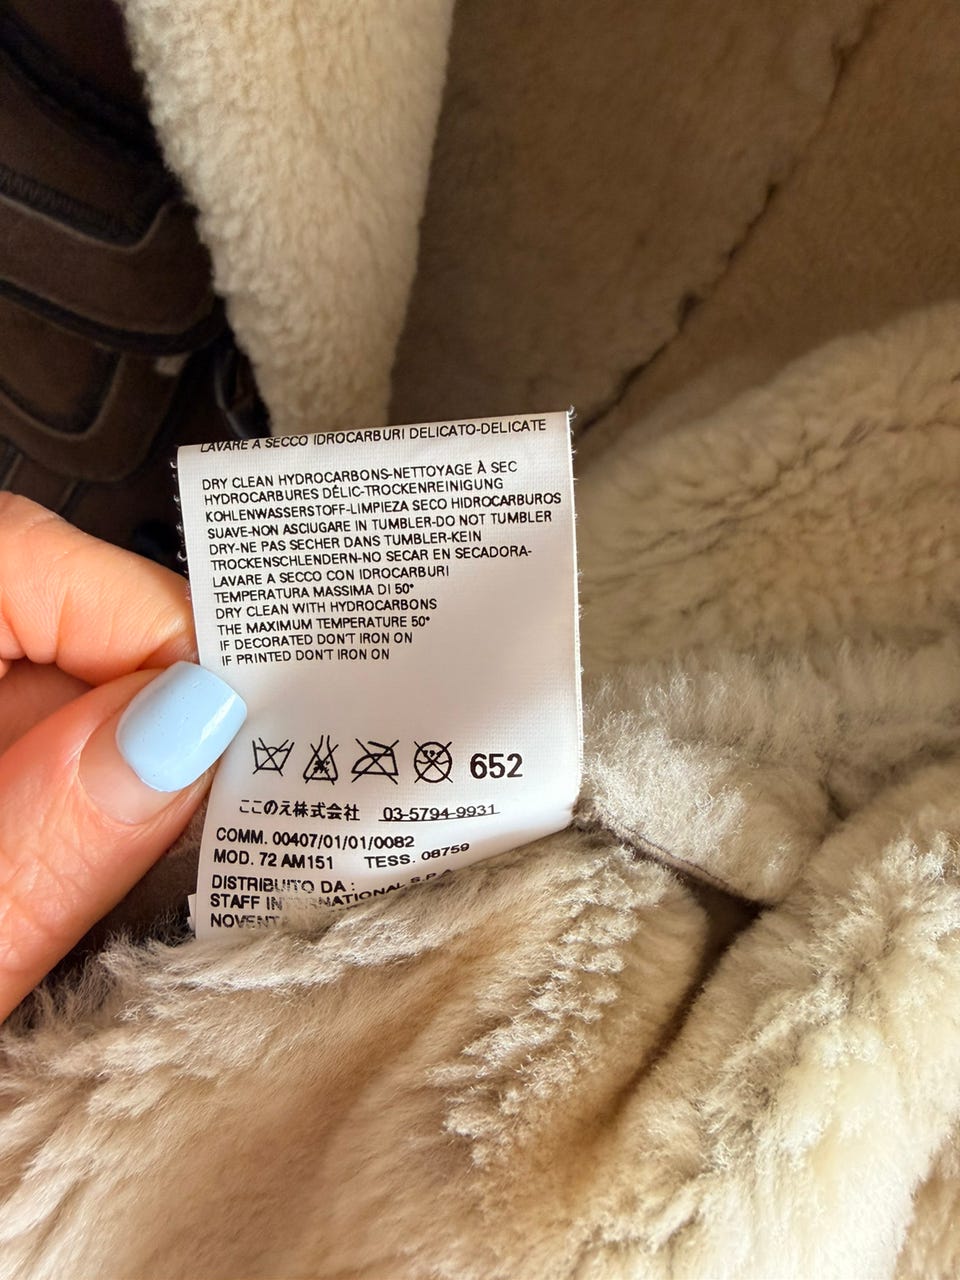 LAVARE A SECCO IDROCARBURI DELICATO-DELICATE
DRY CLEAN HYDROCARBONS-NETTOYAGE À SEC
HYDROCARBURES DÉLIC-TROCKENREINIGUNG
KOHLENWASSERSTOFF-LIMPIEZA SECO HIDROCARBUROS
SUAVE-NON ASCIUGARE IN TUMBLER-DO NOT TUMBLER
DRY-NE PAS SECHER DANS TUMBLER-KEIN
TROCKENSCHLENDERN-NO SECAR EN SECADORA-
LAVARE A SECCO CON IDROCARBURI
TEMPERATURA MASSIMA DI 50°
DRY CLEAN WITH HYDROCARBONS
THE MAXIMUM TEMPERATURE 50°
IF DECORATED DON'T IRON ON
IF PRINTED DON'T IRON ON
652
ここのえ株式会社 03-5794-9931
COMM. 00407/01/01/0082
MOD. 72 AM151 TESS. 08759
DISTRIBUITO DA :
STAFF INTERNATIONAL S.P.A